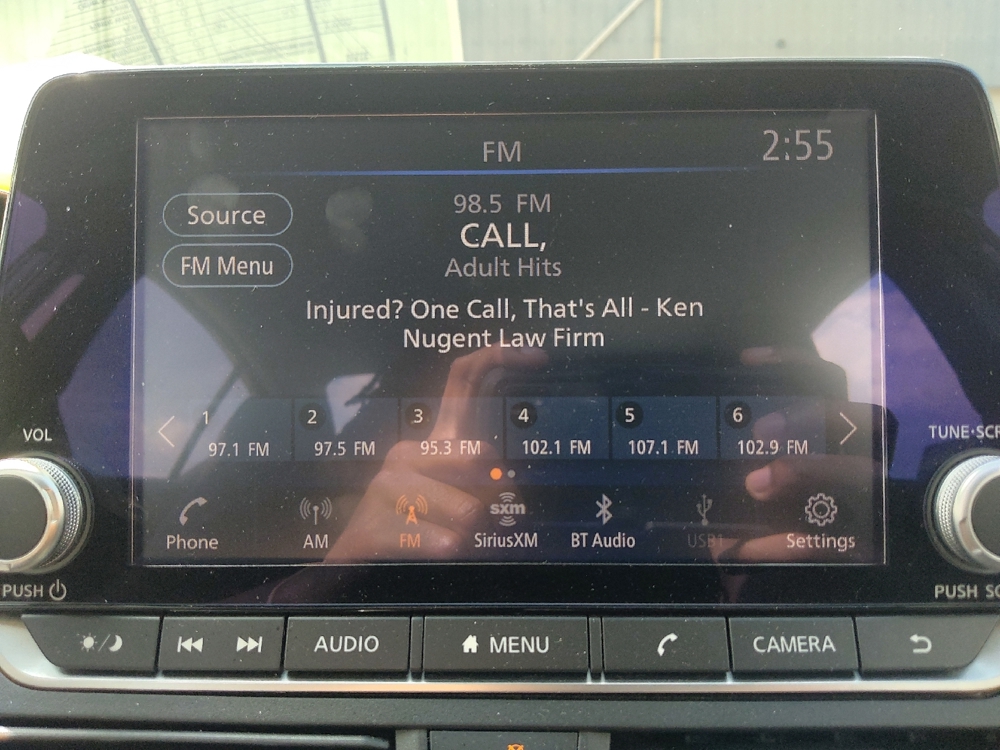 FM
2:55
Source
FM Menu
98.5 FM
CALL,
Adult Hits
Injured? One Call, That's All - Ken
Nugent Law Firm
1 2 3 4 5 6
97.1 FM 97.5 FM 95.3 FM 102.1 FM 107.1 FM 102.9 FM
sxm
Phone AM FM SiriusXM BT Audio USB1 Settings
VOL
PUSH
TUNE·SCR
PUSH SO
AUDIO MENU CAMERA